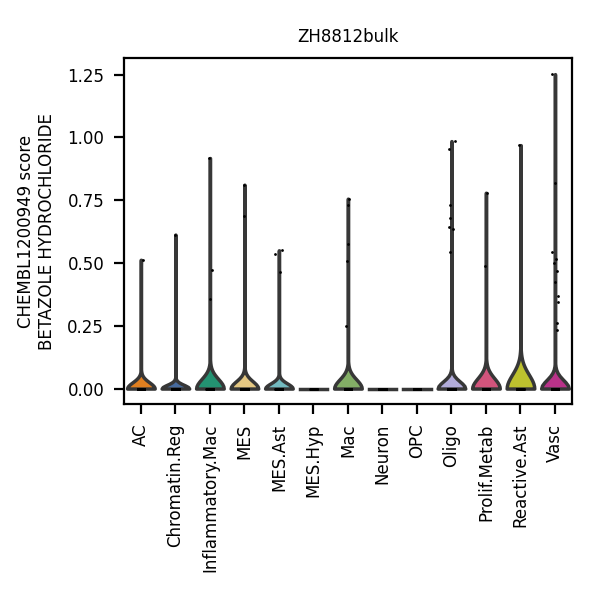 ZH8812bulk
CHEMBL1200949 score
BETAZOLE HYDROCHLORIDE
1.25
1.00
0.75
0.50
0.25
0.00
AC
Chromatin.Reg
Inflammatory.Mac
MES
MES.Ast
MES.Hyp
Mac
Neuron
OPC
Oligo
Prolif.Metab
Reactive.Ast
Vasc